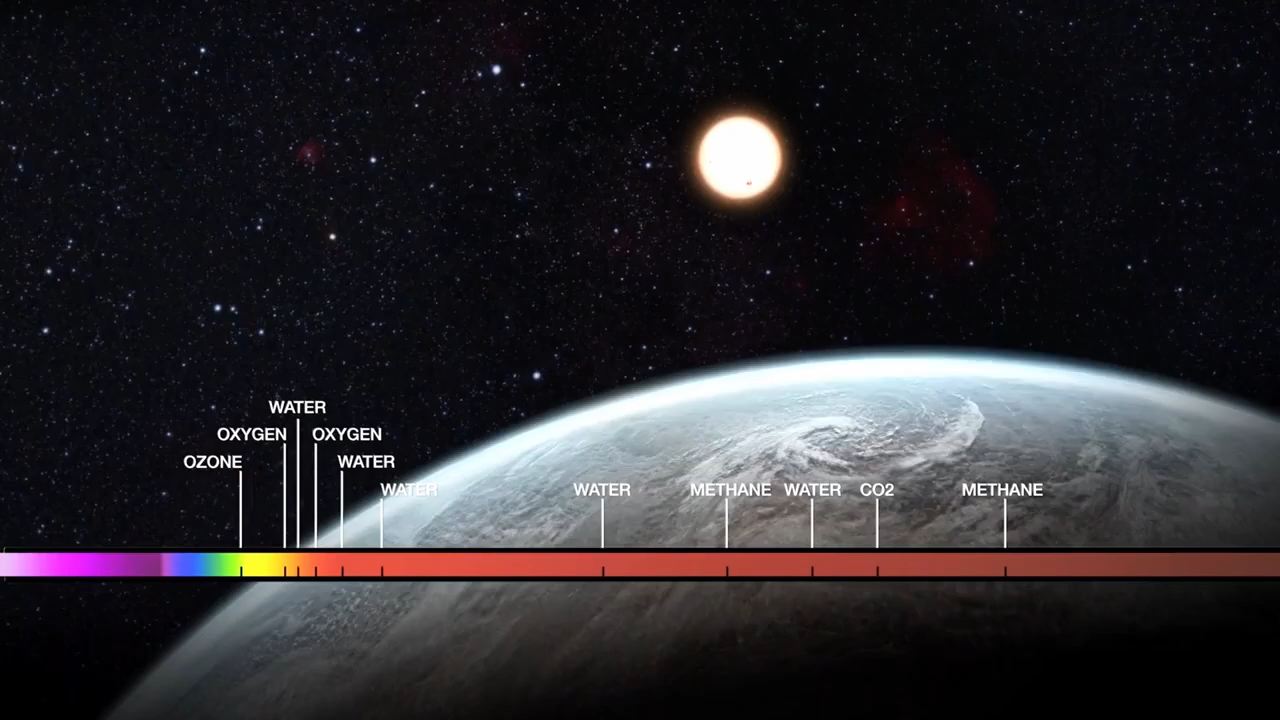 WATER
OXYGEN OXYGEN
OZONE WATER
WATER WATER METHANE WATER CO2 METHANE